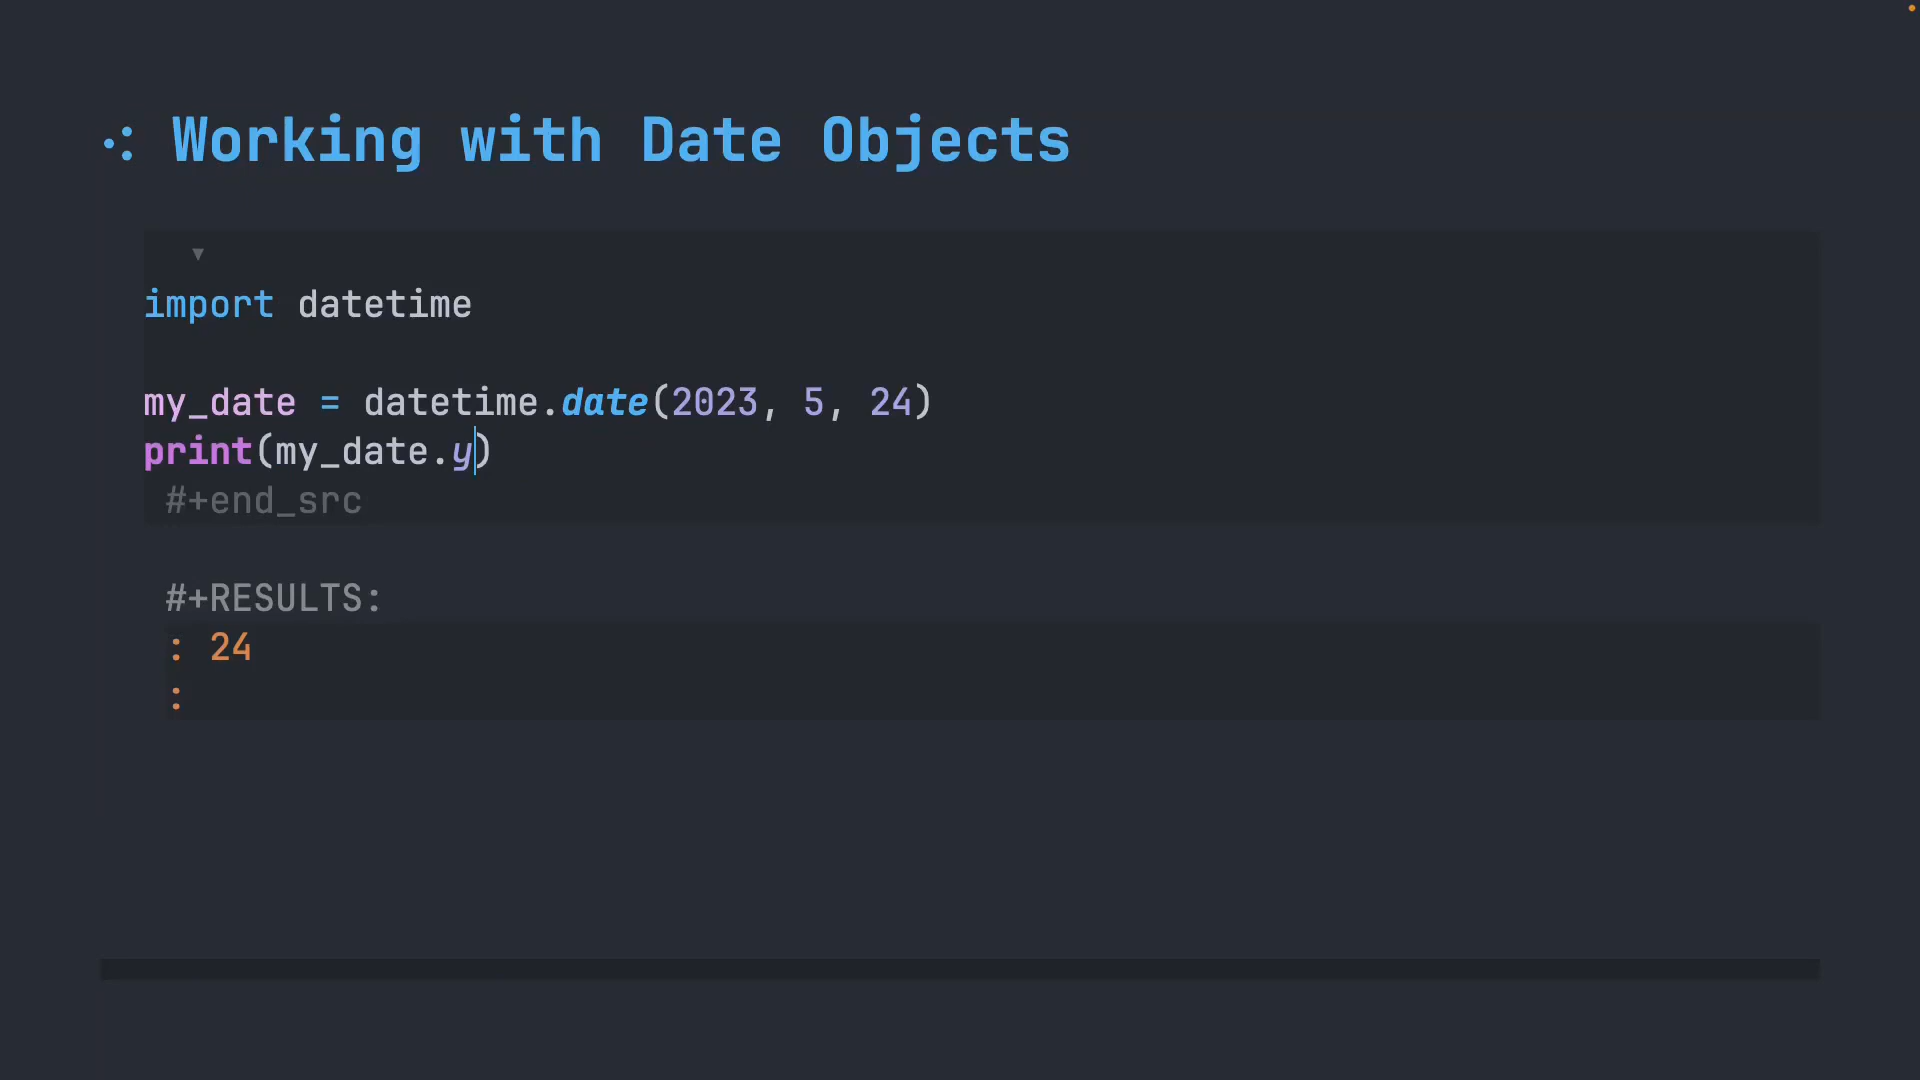 Working with Date Objects
import datetime
my_date = datetime.date(2023, 5, 24)
print(my_date.y)
#+end_src
#+RESULTS:
: 24
: